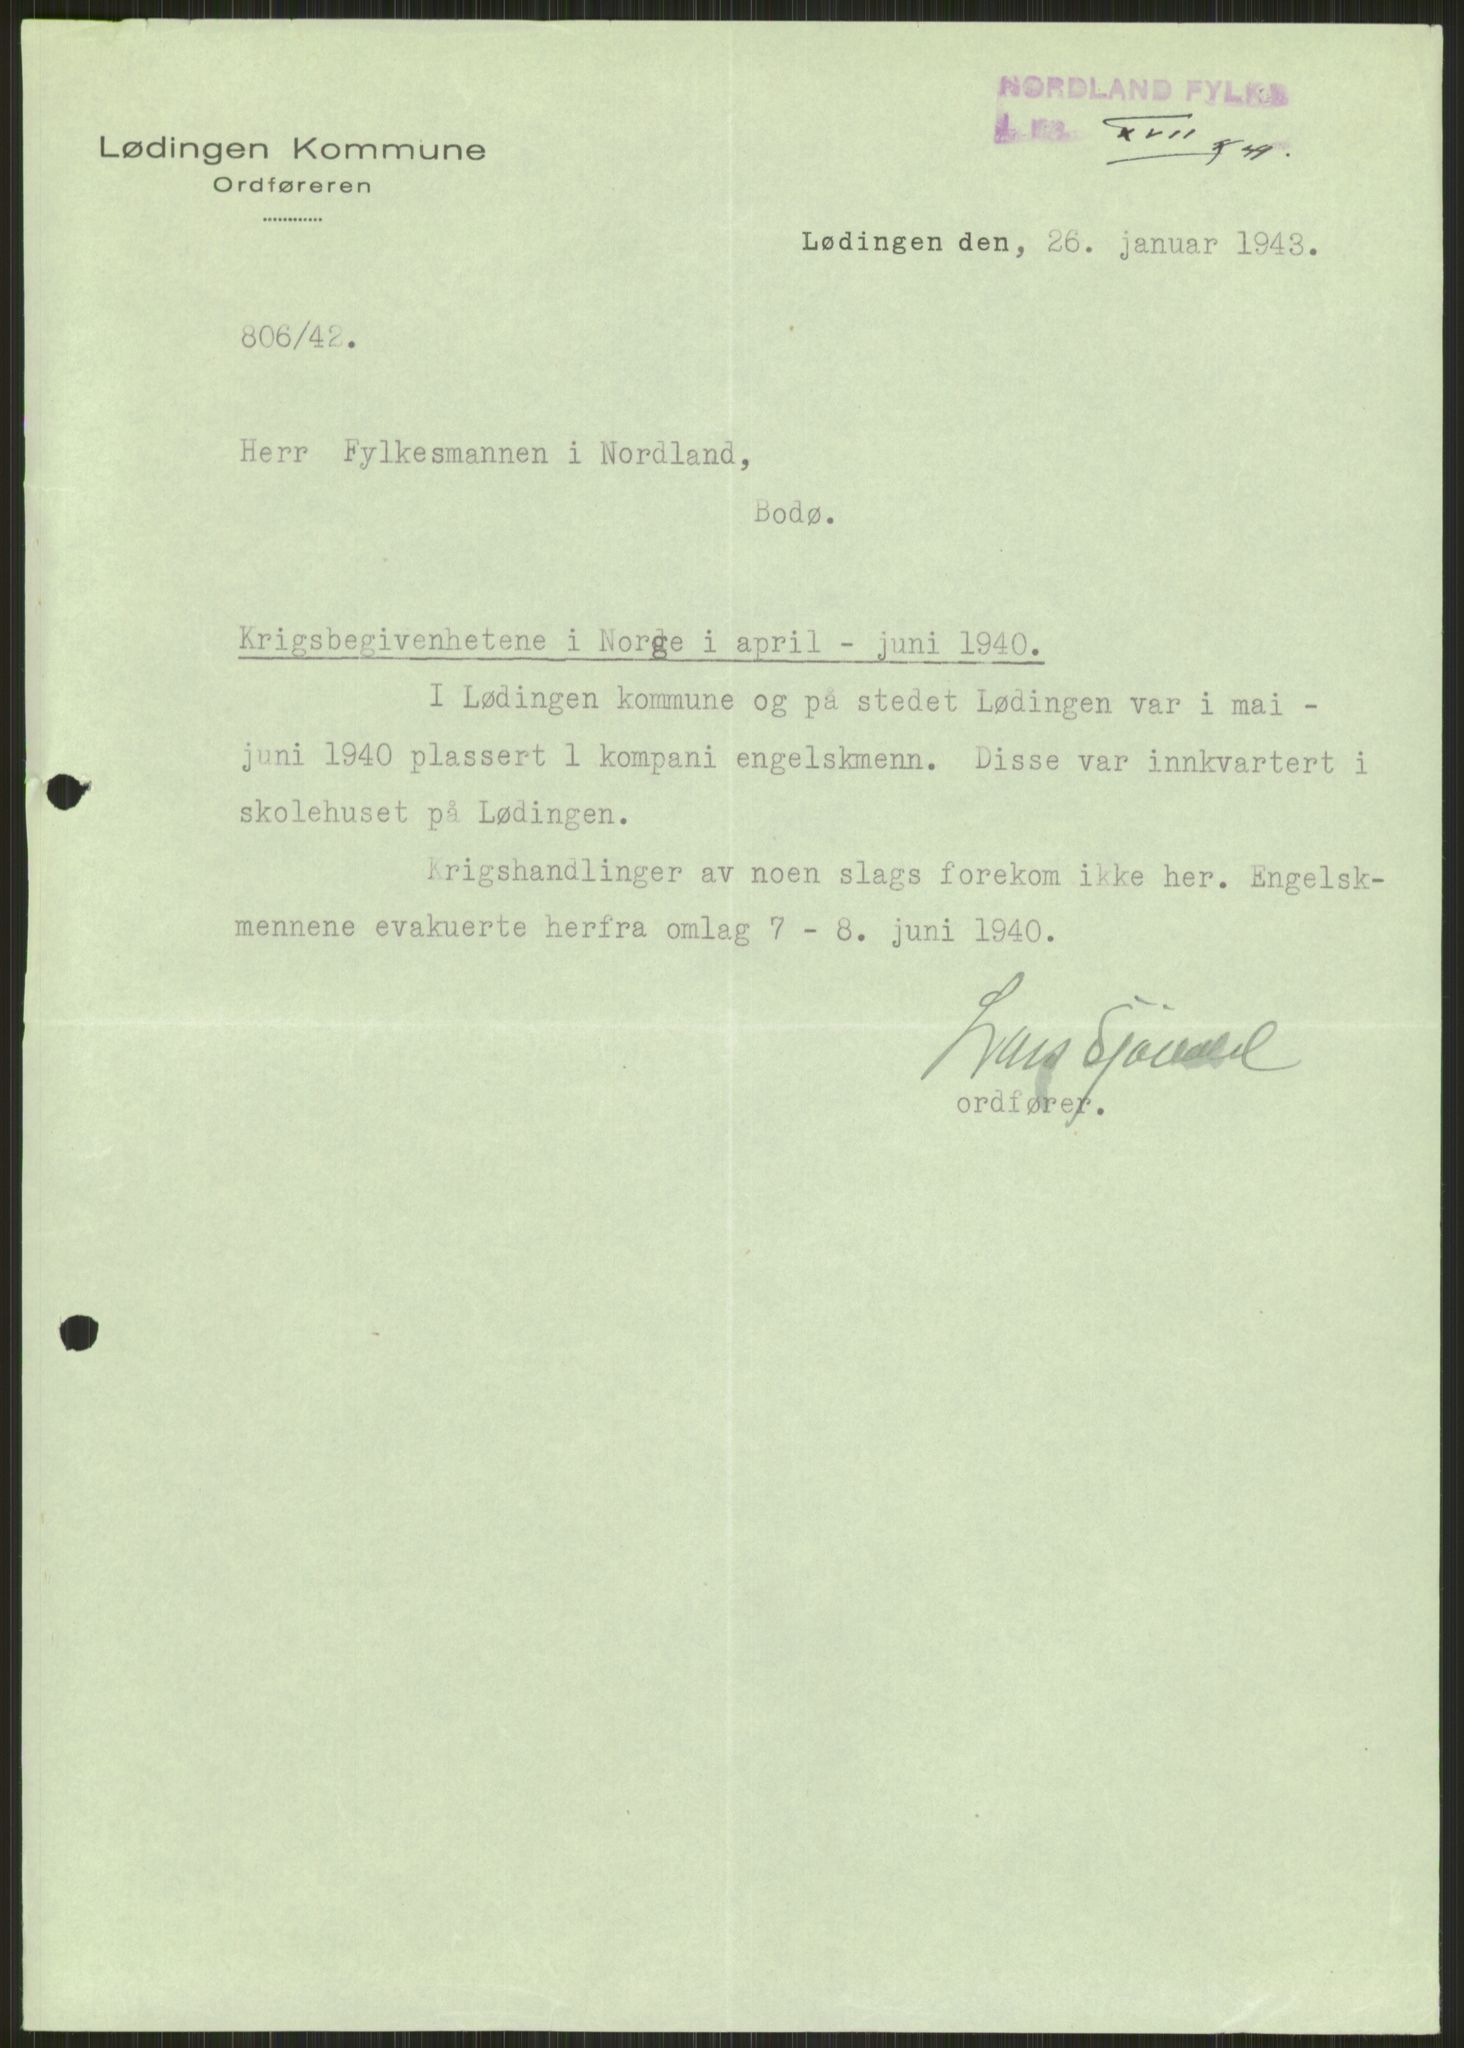 NORDLAND FYLKE
J. nr. XVII
Lødingen Kommune
Ordføreren
Lødingen den, 26. januar 1943.
806/42.
Herr Fylkesmannen i Nordland,
Bodø.
Krigsbegivenhetene i Norge i april - juni 1940.
I Lødingen kommune og på stedet Lødingen var i mai -
juni 1940 plassert 1 kompani engelskmenn. Disse var innkvartert i
skolehuset på Lødingen.
Krigshandlinger av noen slags forekom ikke her. Engelsk-
mennene evakuerte herfra omlag 7 - 8. juni 1940.
Lars
ordfører.